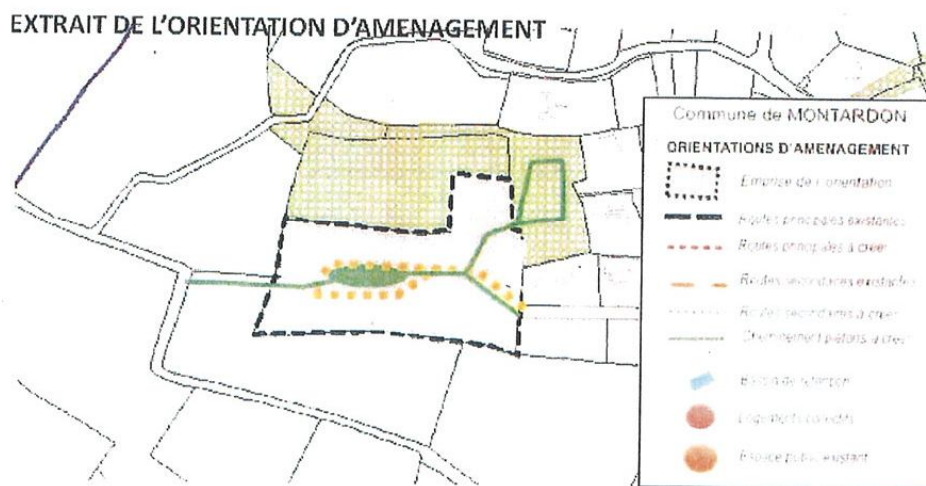 EXTRAIT DE L'ORIENTATION D'AMENAGEMENT
Commune de MONTARDON
ORIENTATIONS D'AMENAGEMENT
Emprise de l'orientation
Routes principales existantes
Routes principales à créer
Routes secondaires existantes
Routes secondaires à créer
Cheminement piétons à créer
Bassin de rétention
Logements collectifs
Espace public existant